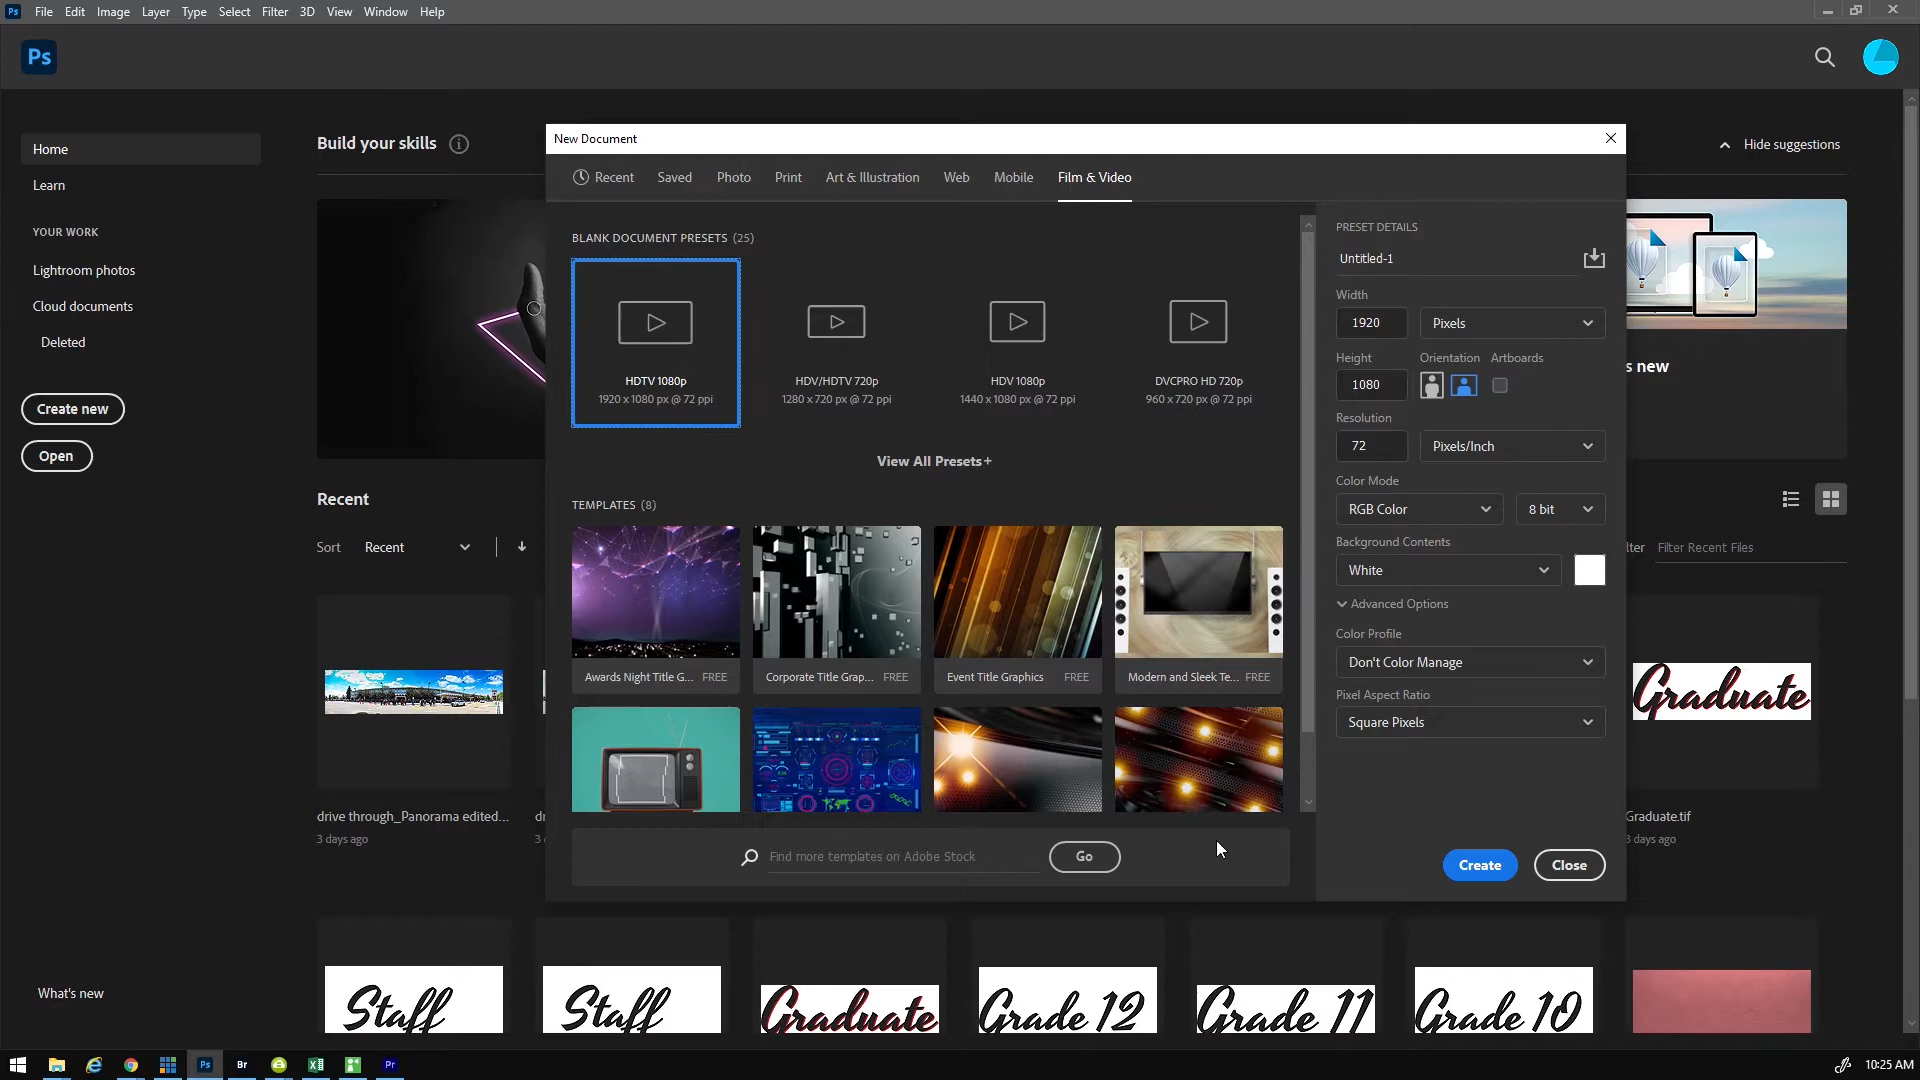 Ps
File Edit Image Layer Type Select Filter 3D View Window Help
Ps
Home
Learn
YOUR WORK
Lightroom photos
Cloud documents
Deleted
Create new
Open
What's new
Build your skills
Hide suggestions
s new
Recent
Sort Recent
lter Filter Recent Files
New Document
Recent Saved Photo Print Art & Illustration Web Mobile Film & Video
BLANK DOCUMENT PRESETS (25)
HDTV 1080p
1920 x 1080 px @ 72 ppi
HDV/HDTV 720p
1280 x 720 px @ 72 ppi
HDV 1080p
1440 x 1080 px @ 72 ppi
DVCPRO HD 720p
960 x 720 px @ 72 ppi
View All Presets+
TEMPLATES (8)
Awards Night Title G... FREE
Corporate Title Grap... FREE
Event Title Graphics FREE
Modern and Sleek Te... FREE
Find more templates on Adobe Stock
Go
PRESET DETAILS
Untitled-1
Width
1920 Pixels
Height Orientation Artboards
1080
Resolution
72 Pixels/Inch
Color Mode
RGB Color 8 bit
Background Contents
White
Advanced Options
Color Profile
Don't Color Manage
Pixel Aspect Ratio
Square Pixels
Create Close
Graduate
drive through_Panorama edited...
3 days ago
dr
3
Graduate.tif
3 days ago
Staff
Staff
Graduate
Grade 12
Grade 11
Grade 10
Ps Br Pr
10:25 AM